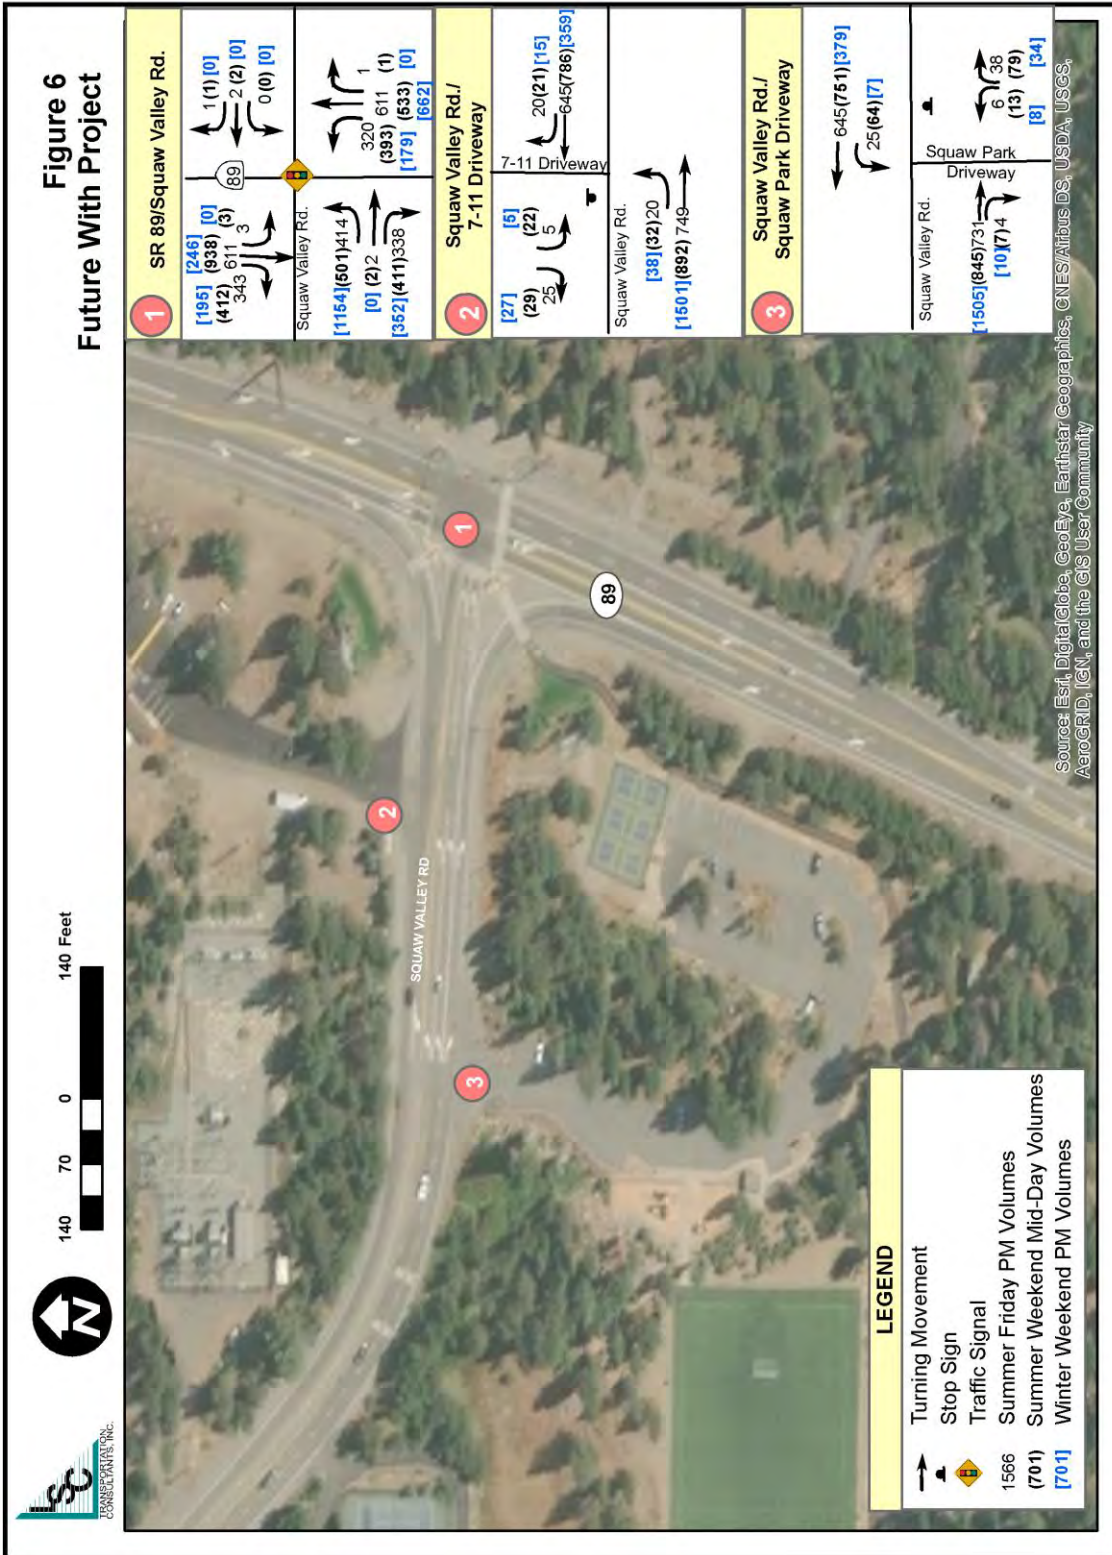 Figure 6
Future With Project
LSC
TRANSPORTATION
CONSULTANTS, INC.
N
140 70 0 140 Feet
SQUAW VALLEY RD
89
1
2
3
1 SR 89/Squaw Valley Rd.
[195] [246] [0]
(412) (938) (3)
343 611 3
89
1 (1) [0]
2 (2) [0]
0 (0) [0]
Squaw Valley Rd.
[1154](501)414
[0] (2) 2
[352](411)338
320 611 1
(393) (533) (1)
[179] [662] [0]
2 Squaw Valley Rd./
7-11 Driveway
[27] [5]
(29) (22)
25 5
20(21) [15]
645(786)[359]
7-11 Driveway
Squaw Valley Rd.
[38](32)20
[1501](892) 749
3 Squaw Valley Rd./
Squaw Park Driveway
645(751)[379]
25(64)[7]
Squaw Valley Rd.
Squaw Park
Driveway
[1505](845)731
[10](7)4
6 38
(13) (79)
[8] [34]
LEGEND
Turning Movement
Stop Sign
Traffic Signal
1566 Summer Friday PM Volumes
(701) Summer Weekend Mid-Day Volumes
[701] Winter Weekend PM Volumes
Source: Esri, DigitalGlobe, GeoEye, Earthstar Geographics, CNES/Airbus DS, USDA, USGS,
AeroGRID, IGN, and the GIS User Community